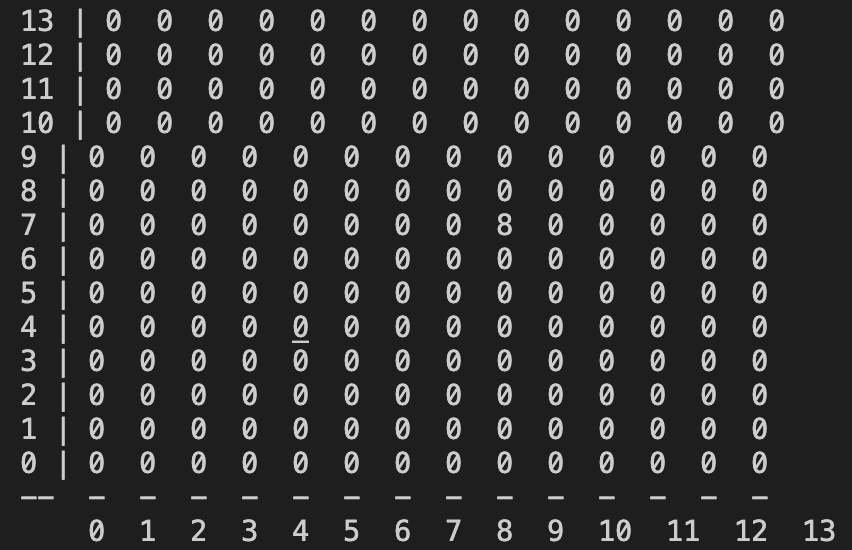 13 | 0  0  0  0  0  0  0  0  0  0  0  0  0  0
12 | 0  0  0  0  0  0  0  0  0  0  0  0  0  0
11 | 0  0  0  0  0  0  0  0  0  0  0  0  0  0
10 | 0  0  0  0  0  0  0  0  0  0  0  0  0  0
9 | 0  0  0  0  0  0  0  0  0  0  0  0  0  0
8 | 0  0  0  0  0  0  0  0  0  0  0  0  0  0
7 | 0  0  0  0  0  0  0  0  8  0  0  0  0  0
6 | 0  0  0  0  0  0  0  0  0  0  0  0  0  0
5 | 0  0  0  0  0  0  0  0  0  0  0  0  0  0
4 | 0  0  0  0  0  0  0  0  0  0  0  0  0  0
3 | 0  0  0  0  0  0  0  0  0  0  0  0  0  0
2 | 0  0  0  0  0  0  0  0  0  0  0  0  0  0
1 | 0  0  0  0  0  0  0  0  0  0  0  0  0  0
0 | 0  0  0  0  0  0  0  0  0  0  0  0  0  0
--  -  -  -  -  -  -  -  -  -  -  -  -  -  -
    0  1  2  3  4  5  6  7  8  9  10  11  12  13